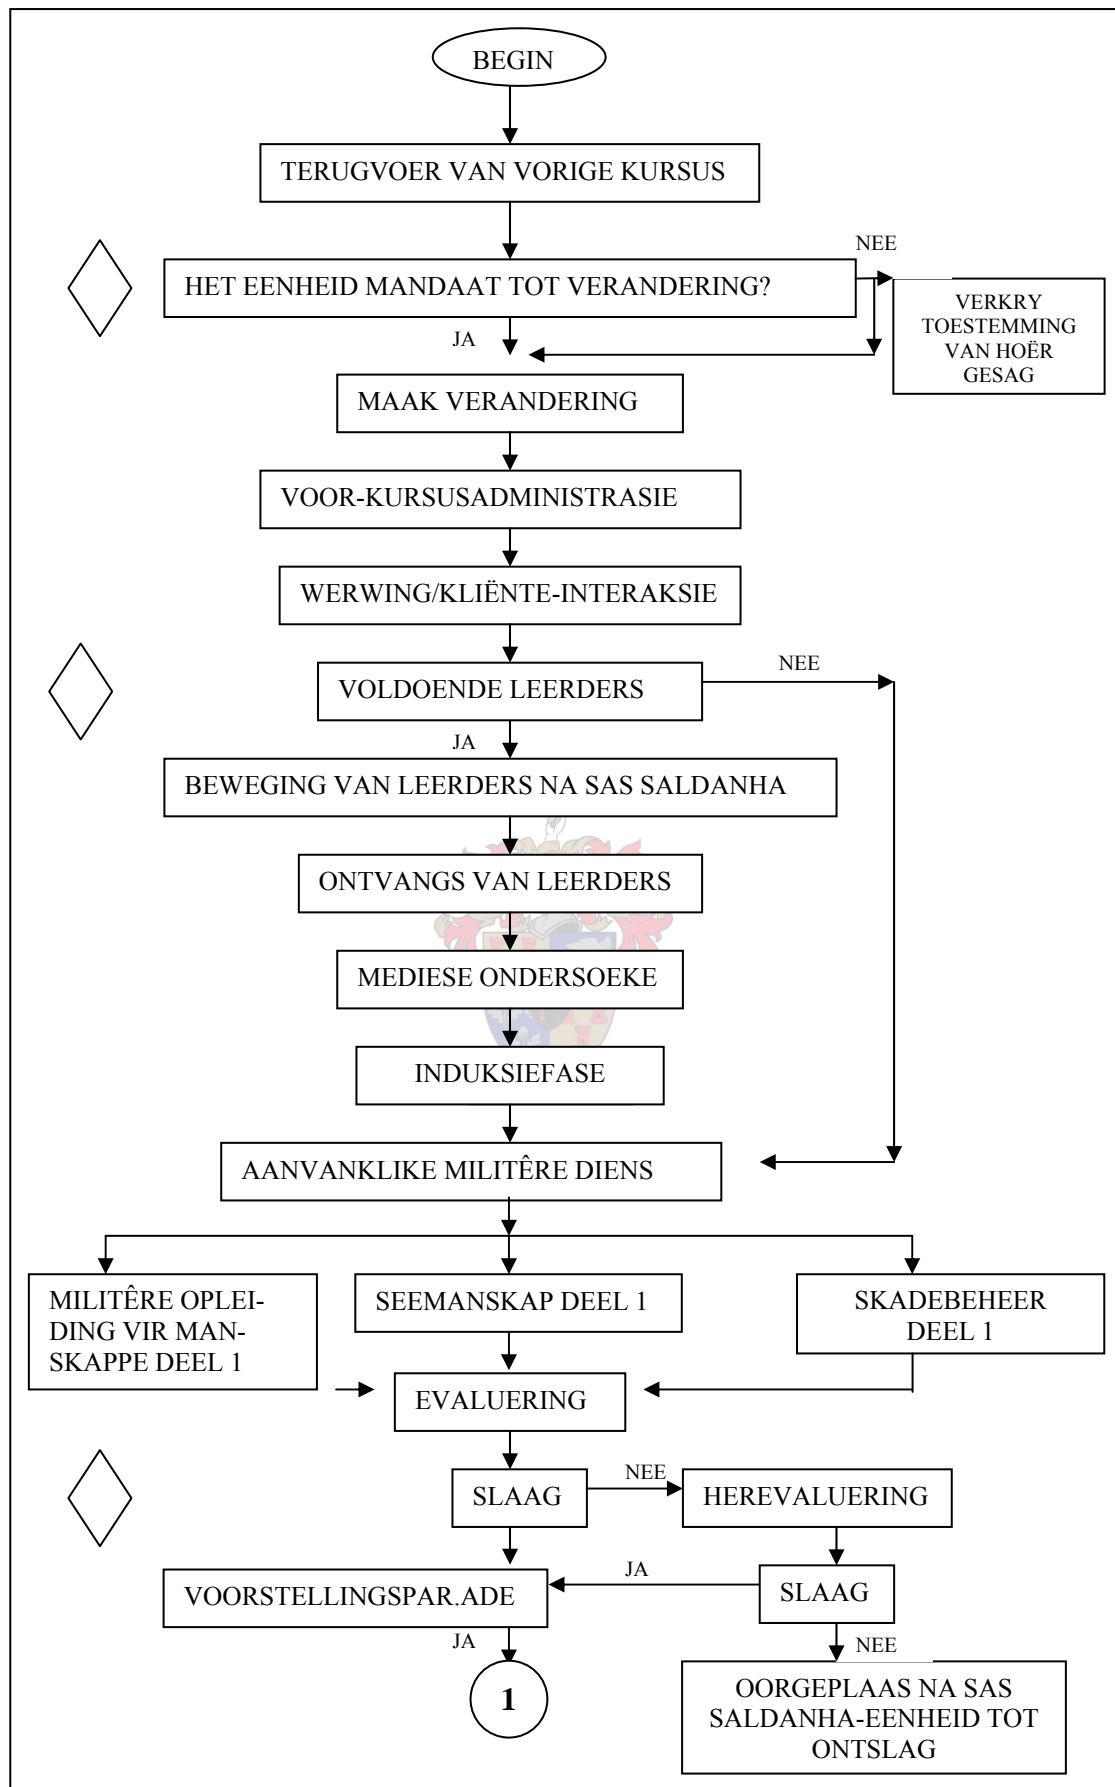 BEGIN
TERUGVOER VAN VORIGE KURSUS
NEE
HET EENHEID MANDAAT TOT VERANDERING?
VERKRY
TOESTEMMING
VAN HOËR
GESAG
JA
MAAK VERANDERING
VOOR-KURSUSADMINISTRASIE
WERWING/KLIËNTE-INTERAKSIE
NEE
VOLDOENDE LEERDERS
JA
BEWEGING VAN LEERDERS NA SAS SALDANHA
ONTVANGS VAN LEERDERS
MEDIESE ONDERSOEKE
INDUKSIEFASE
AANVANKLIKE MILITÊRE DIENS
MILITÊRE OPLEI-
DING VIR MAN-
SKAPPE DEEL 1
SEEMANSKAP DEEL 1
SKADEBEHEER
DEEL 1
EVALUERING
SLAAG
NEE
HEREVALUERING
VOORSTELLINGSPAR.ADE
JA
SLAAG
JA
NEE
1
OORGEPLAAS NA SAS
SALDANHA-EENHEID TOT
ONTSLAG